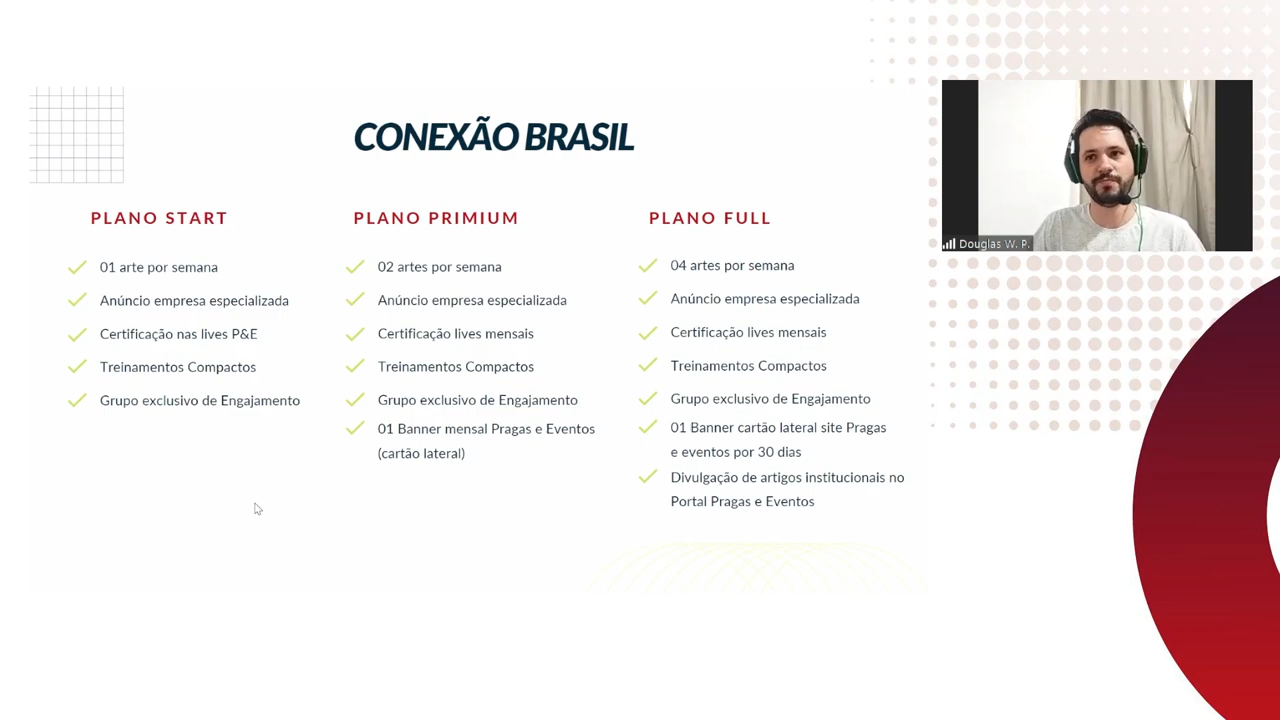 CONEXÃO BRASIL
PLANO START
01 arte por semana
Anúncio empresa especializada
Certificação nas lives P&E
Treinamentos Compactos
Grupo exclusivo de Engajamento
PLANO PRIMIUM
02 artes por semana
Anúncio empresa especializada
Certificação lives mensais
Treinamentos Compactos
Grupo exclusivo de Engajamento
01 Banner mensal Pragas e Eventos
(cartão lateral)
PLANO FULL
04 artes por semana
Anúncio empresa especializada
Certificação lives mensais
Treinamentos Compactos
Grupo exclusivo de Engajamento
01 Banner cartão lateral site Pragas
e eventos por 30 dias
Divulgação de artigos institucionais no
Portal Pragas e Eventos
Douglas W. P.